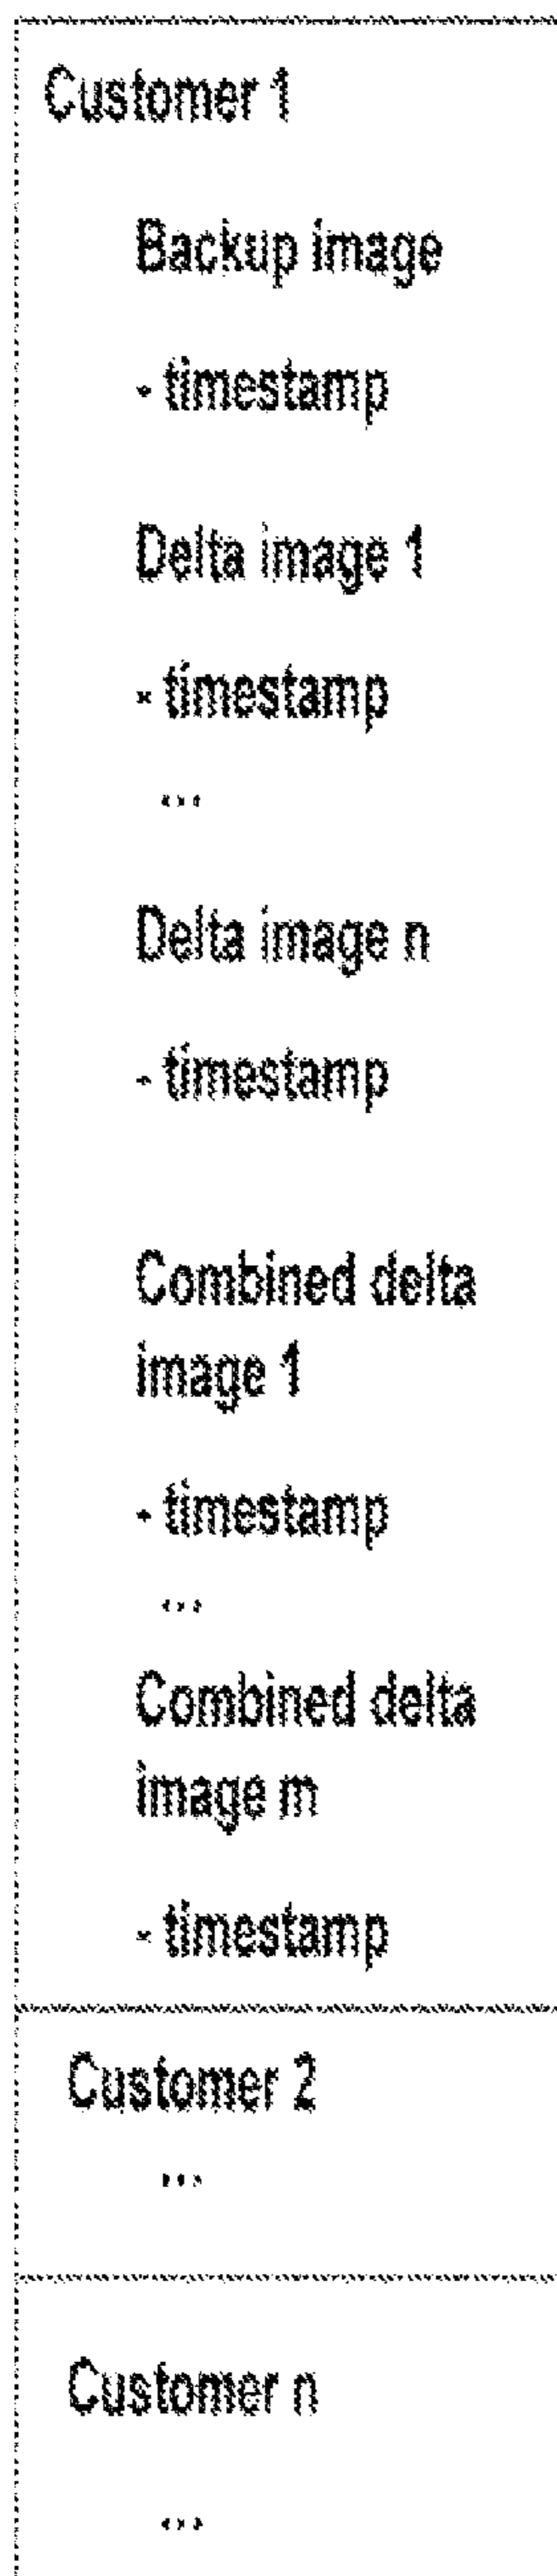 Customer 1
Backup image
- timestamp
Delta image 1
- timestamp
...
Delta image n
- timestamp
Combined delta
image 1
- timestamp
...
Combined delta
image m
- timestamp
Customer 2
...
Customer n
...